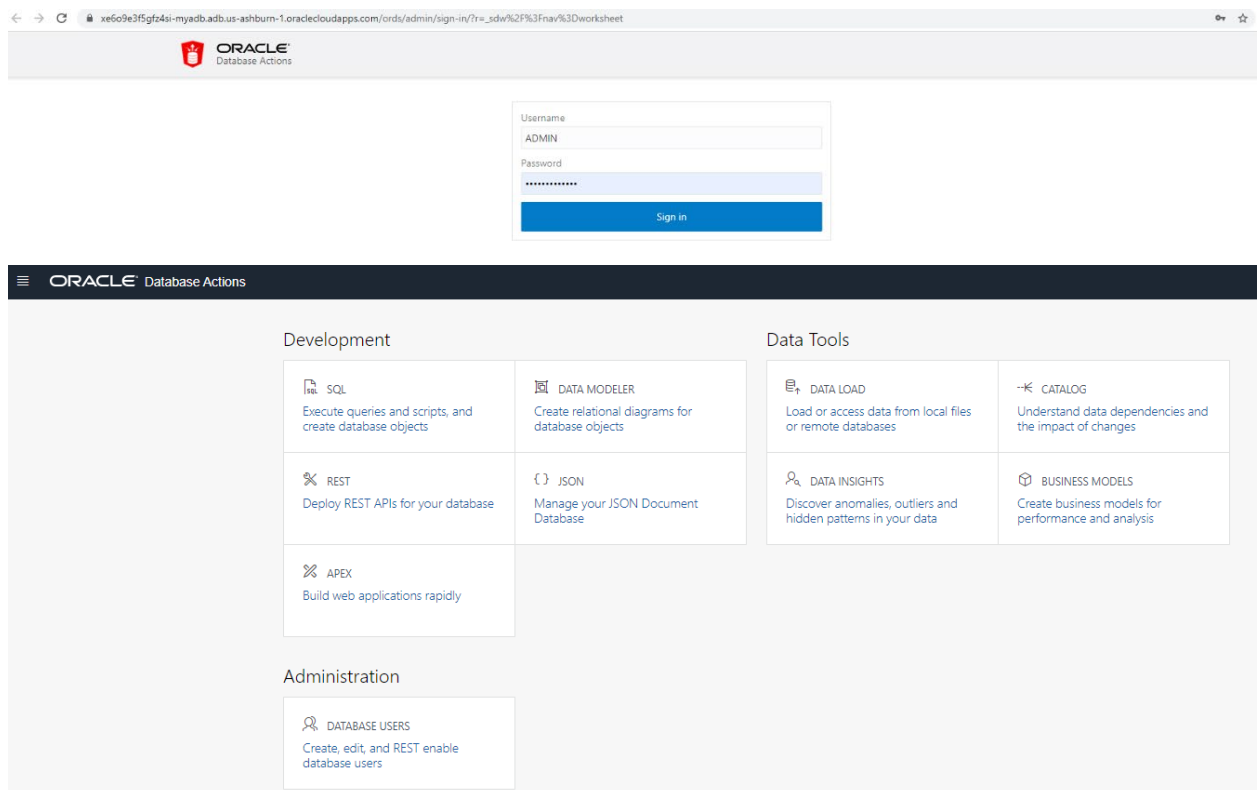 xe6o9e3f5gfz4si-myadb.adb.us-ashburn-1.oraclecloudapps.com/ords/admin/sign-in/?r=_sdw%2F%3Fnav%3Dworksheet
ORACLE
Database Actions
Username
ADMIN
Password
•••••••••••••
Sign in
ORACLE Database Actions
Development
SQL
Execute queries and scripts, and
create database objects
DATA MODELER
Create relational diagrams for
database objects
REST
Deploy REST APIs for your database
{ } JSON
Manage your JSON Document
Database
APEX
Build web applications rapidly
Data Tools
DATA LOAD
Load or access data from local files
or remote databases
CATALOG
Understand data dependencies and
the impact of changes
DATA INSIGHTS
Discover anomalies, outliers and
hidden patterns in your data
BUSINESS MODELS
Create business models for
performance and analysis
Administration
DATABASE USERS
Create, edit, and REST enable
database users